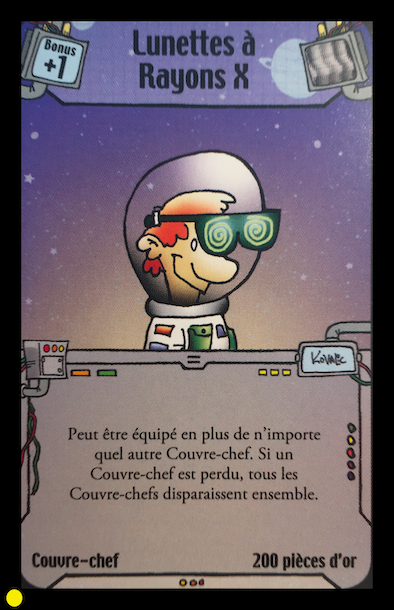 Bonus
+1
Lunettes à
Rayons X
KOVALIC
Peut être équipé en plus de n'importe
quel autre Couvre-chef. Si un
Couvre-chef est perdu, tous les
Couvre-chefs disparaissent ensemble.
Couvre-chef
200 pièces d'or